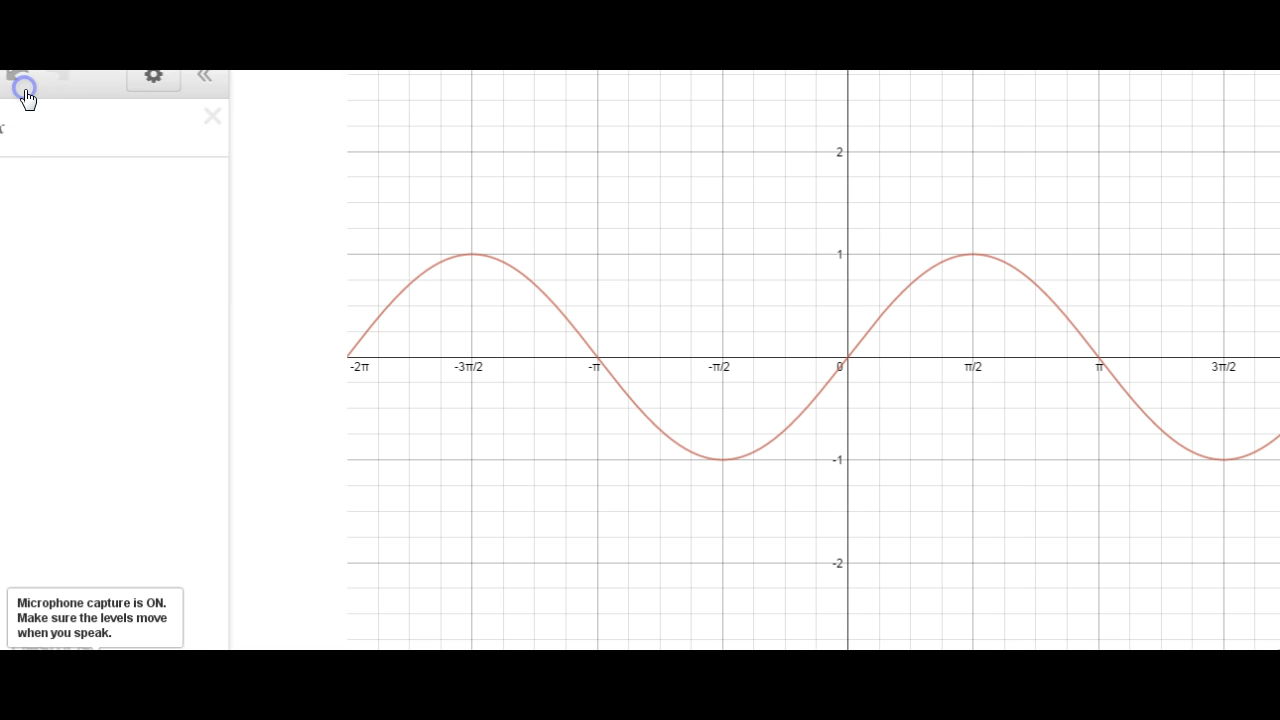 2
1
-2π -3π/2 -π -π/2 0 π/2 π 3π/2
-1
-2
Microphone capture is ON.
Make sure the levels move
when you speak.